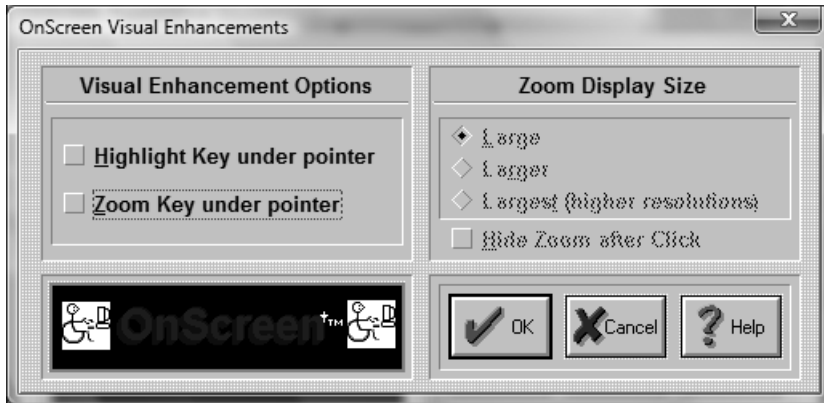 OnScreen Visual Enhancements
X
Visual Enhancement Options
Highlight Key under pointer
Zoom Key under pointer
Zoom Display Size
Large
Larger
Largest (higher resolutions)
Hide Zoom after Click
OnScreen+™
OK
Cancel
Help